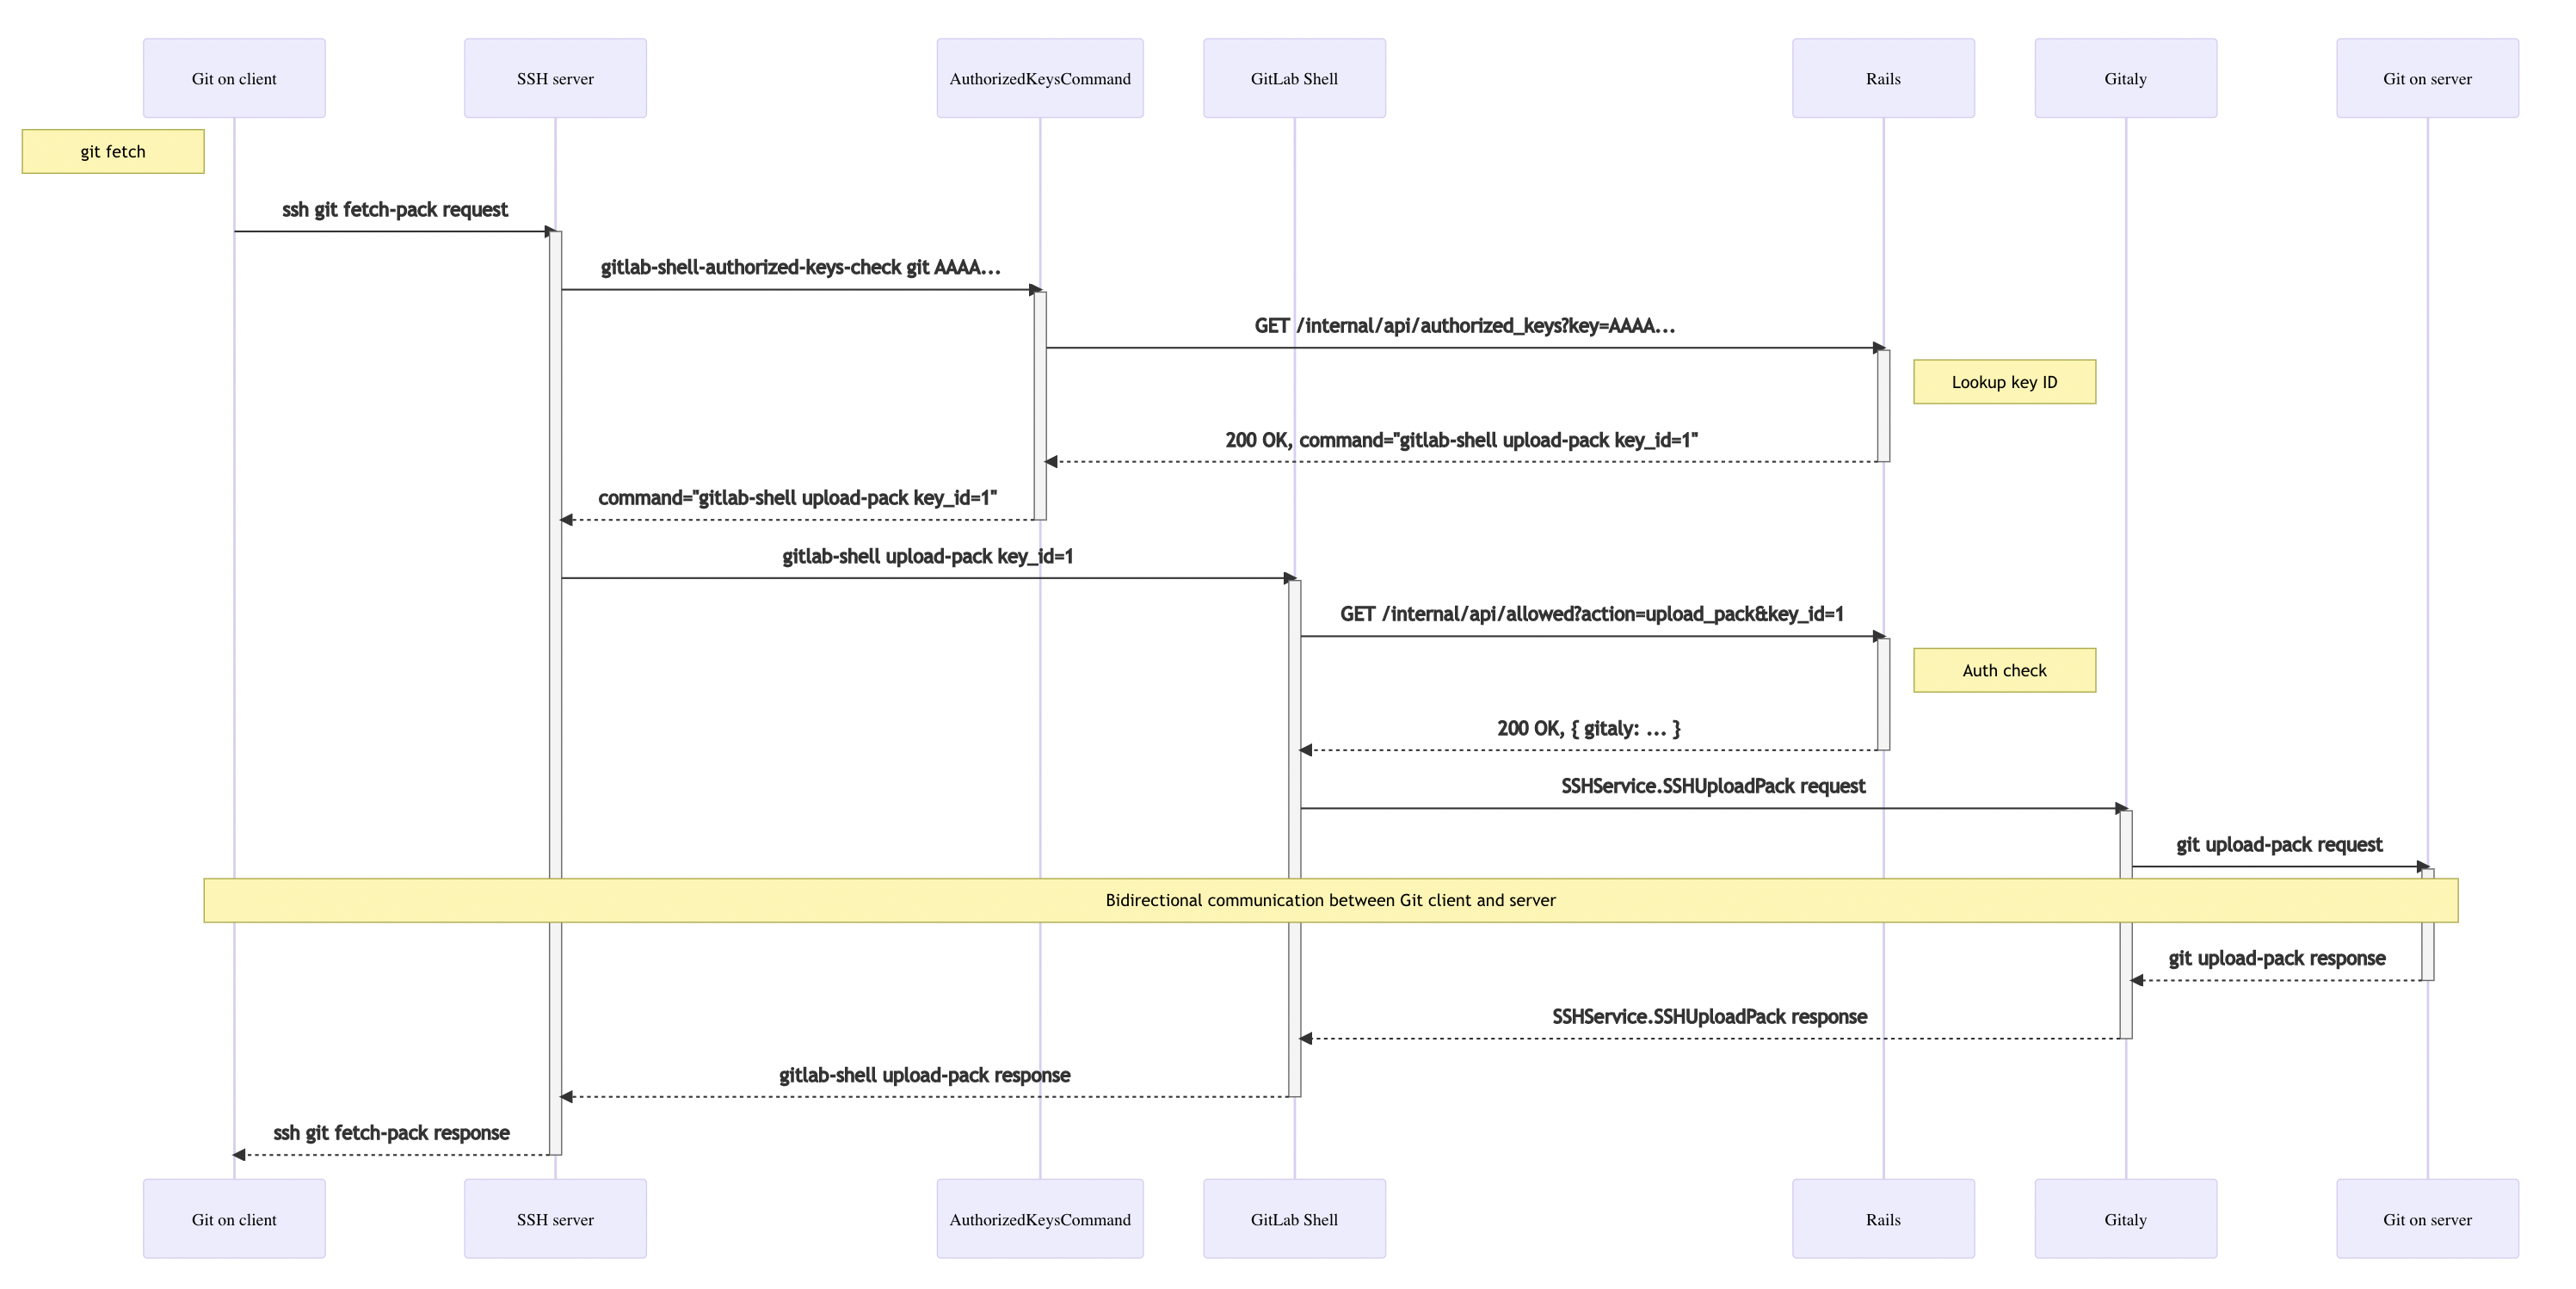 Git on client
SSH server
AuthorizedKeysCommand
GitLab Shell
Rails
Gitaly
Git on server
git fetch
ssh git fetch-pack request
gitlab-shell-authorized-keys-check git AAAA...
GET /internal/api/authorized_keys?key=AAAA...
Lookup key ID
200 OK, command="gitlab-shell upload-pack key_id=1"
command="gitlab-shell upload-pack key_id=1"
gitlab-shell upload-pack key_id=1
GET /internal/api/allowed?action=upload_pack&key_id=1
Auth check
200 OK, { gitaly: ... }
SSHService.SSHUploadPack request
git upload-pack request
Bidirectional communication between Git client and server
git upload-pack response
SSHService.SSHUploadPack response
gitlab-shell upload-pack response
ssh git fetch-pack response
Git on client
SSH server
AuthorizedKeysCommand
GitLab Shell
Rails
Gitaly
Git on server